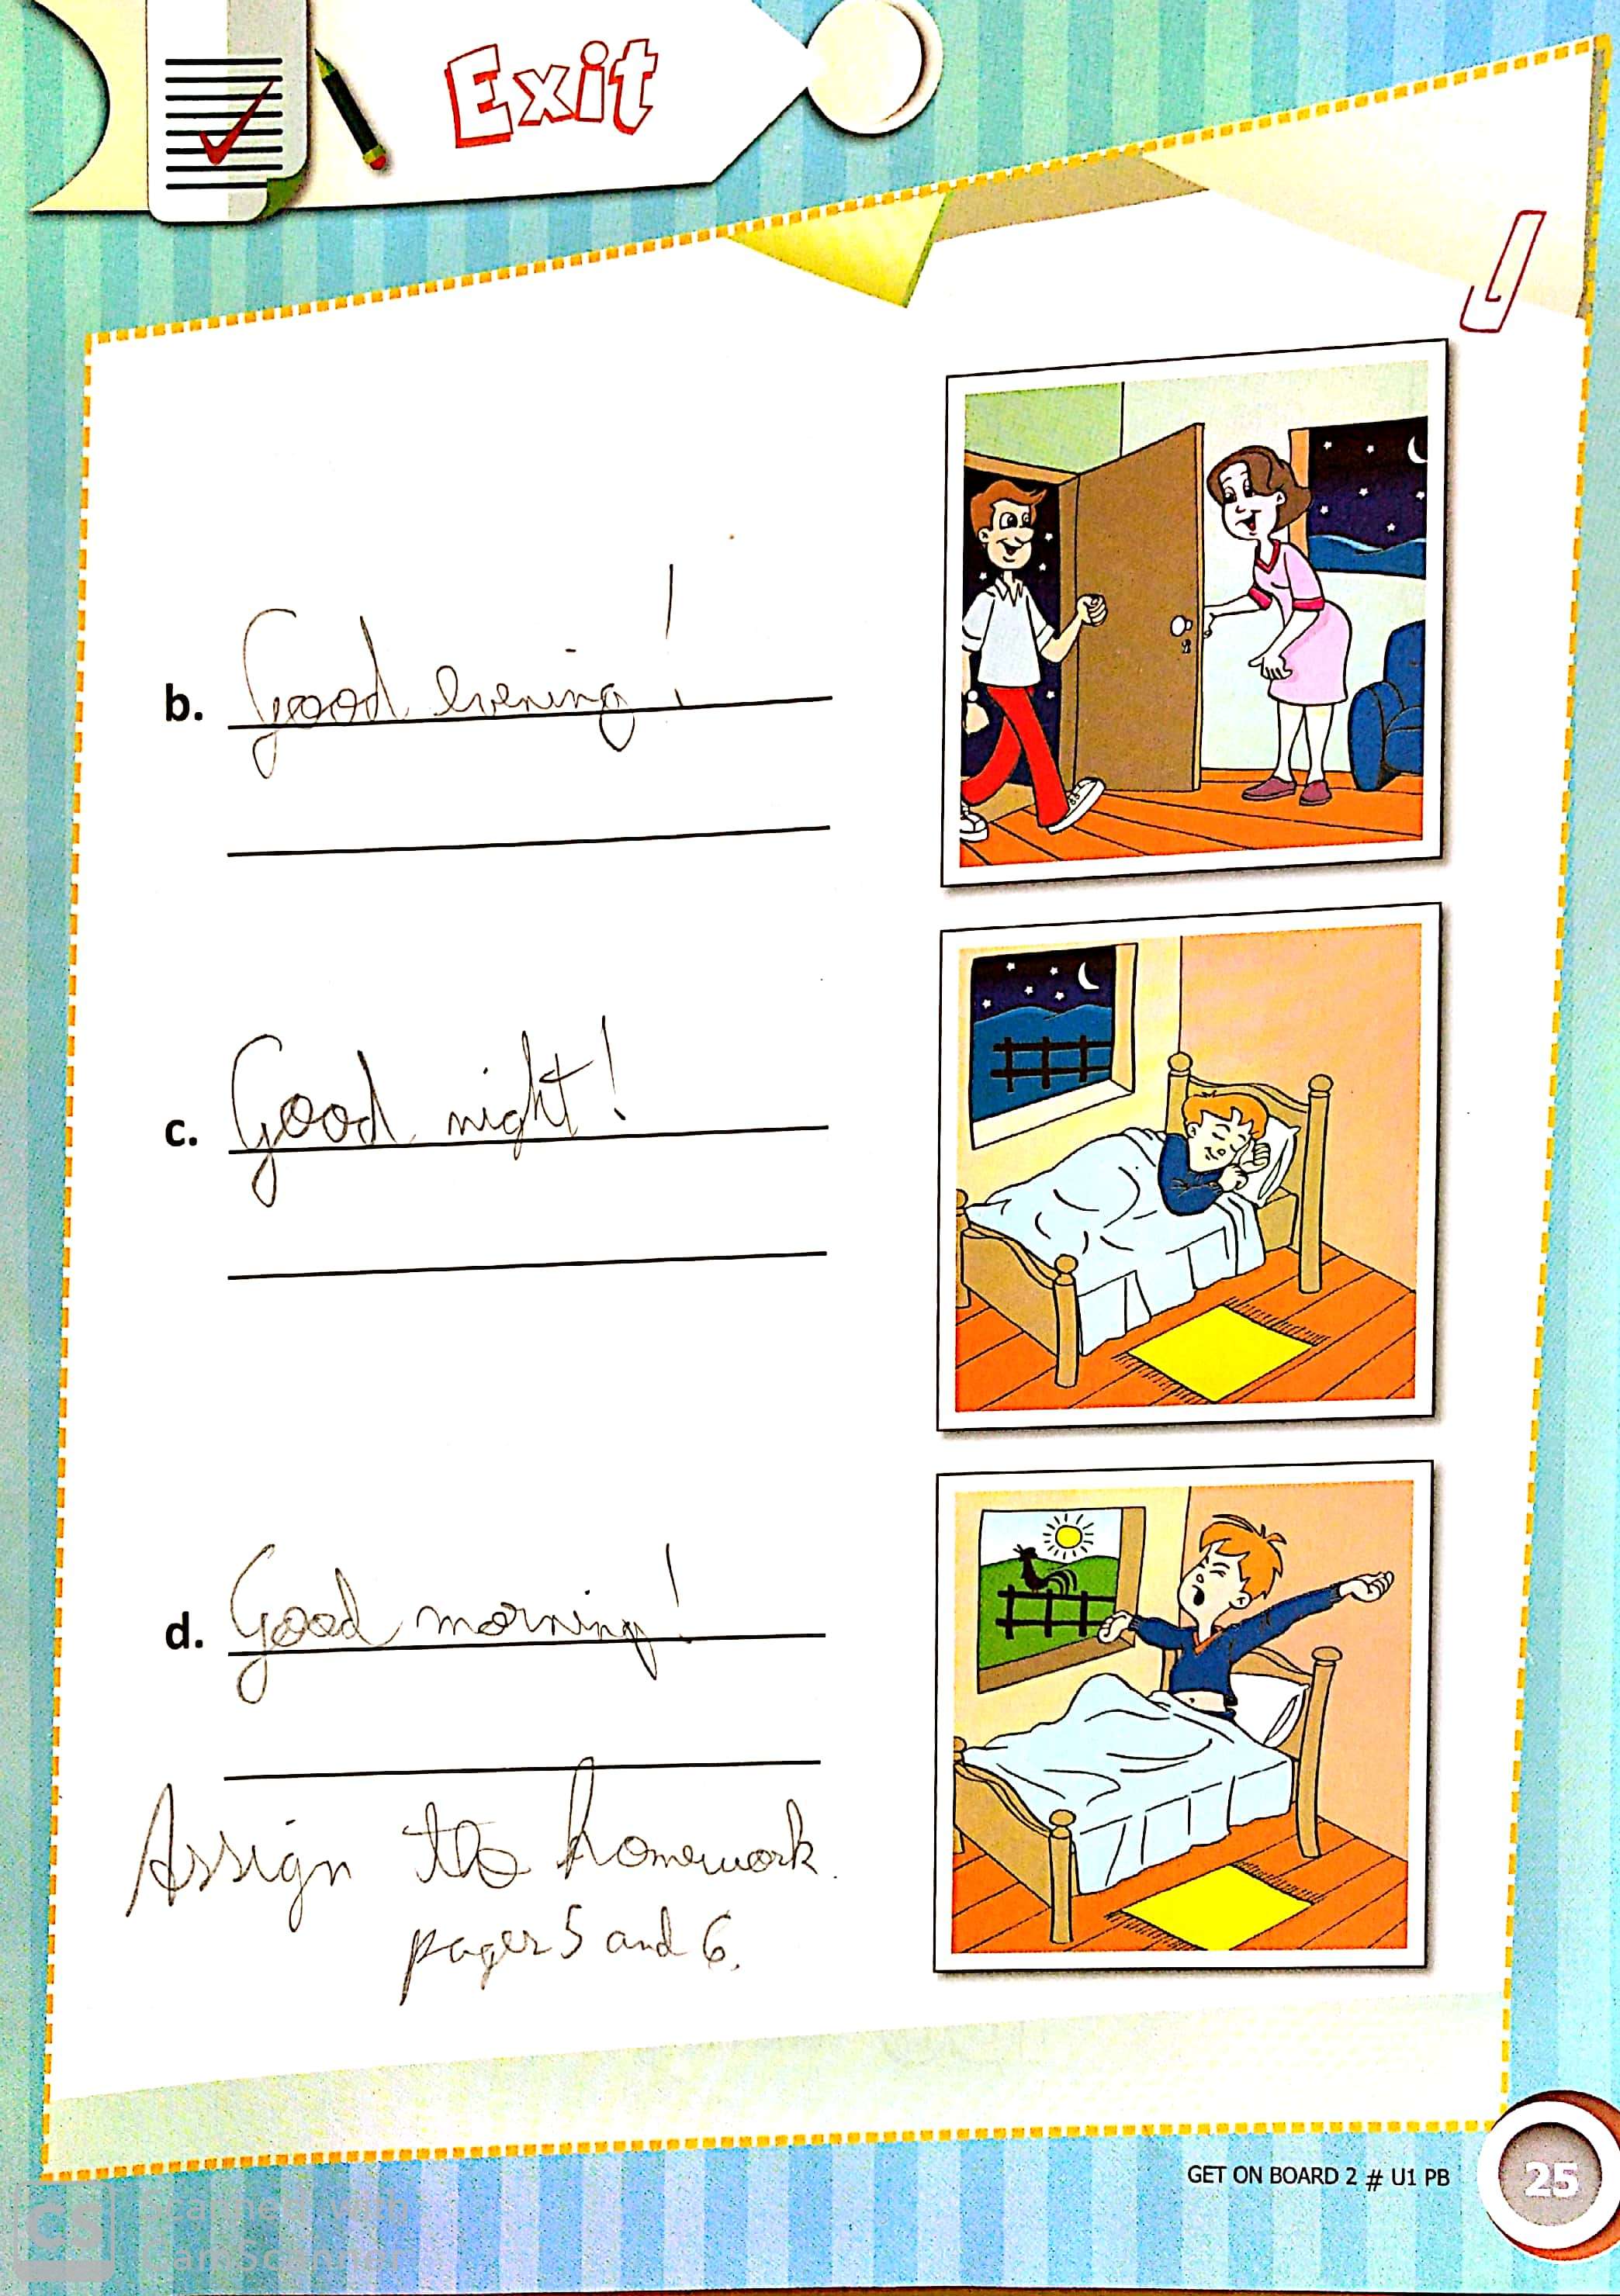 Exit
b. Good evening!
c. Good night!
d. Good morning!
Assign the homework.
pages 5 and 6.
GET ON BOARD 2 # U1 PB
25
CS Scanned with
CamScanner